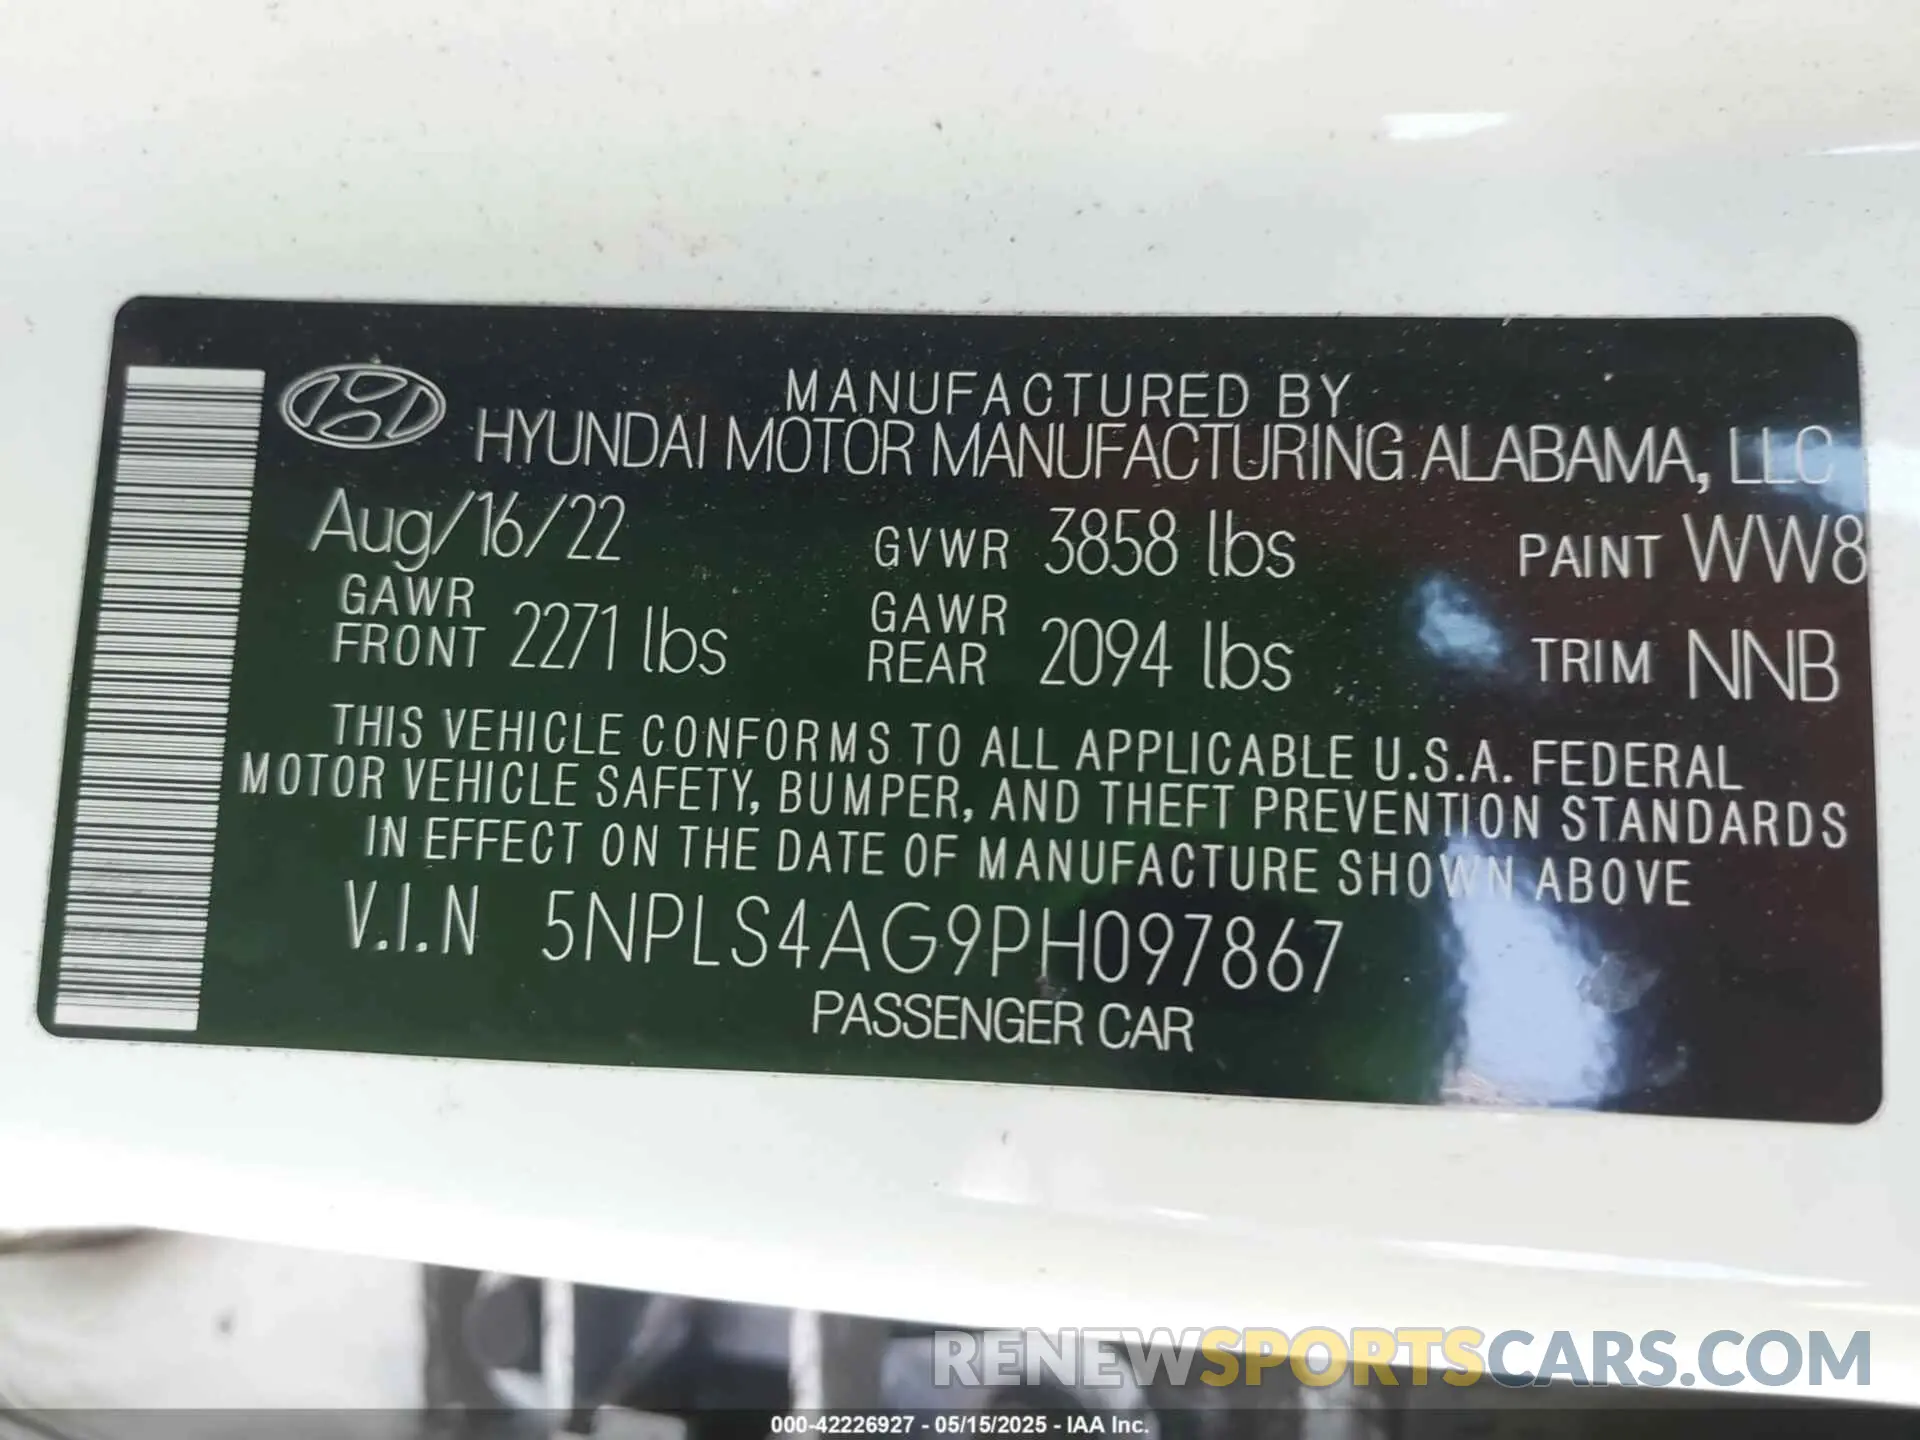 MANUFACTURED BY
HYUNDAI MOTOR MANUFACTURING ALABAMA, LLC
Aug/16/22 GVWR 3858 lbs PAINT WW8
GAWR FRONT 2271 lbs GAWR REAR 2094 lbs TRIM NNB
THIS VEHICLE CONFORMS TO ALL APPLICABLE U.S.A. FEDERAL
MOTOR VEHICLE SAFETY, BUMPER, AND THEFT PREVENTION STANDARDS
IN EFFECT ON THE DATE OF MANUFACTURE SHOWN ABOVE
V.I.N 5NPLS4AG9PH097867
PASSENGER CAR
RENEWSPORTSCARS.COM
000-42226927 - 05/15/2025 - IAA Inc.